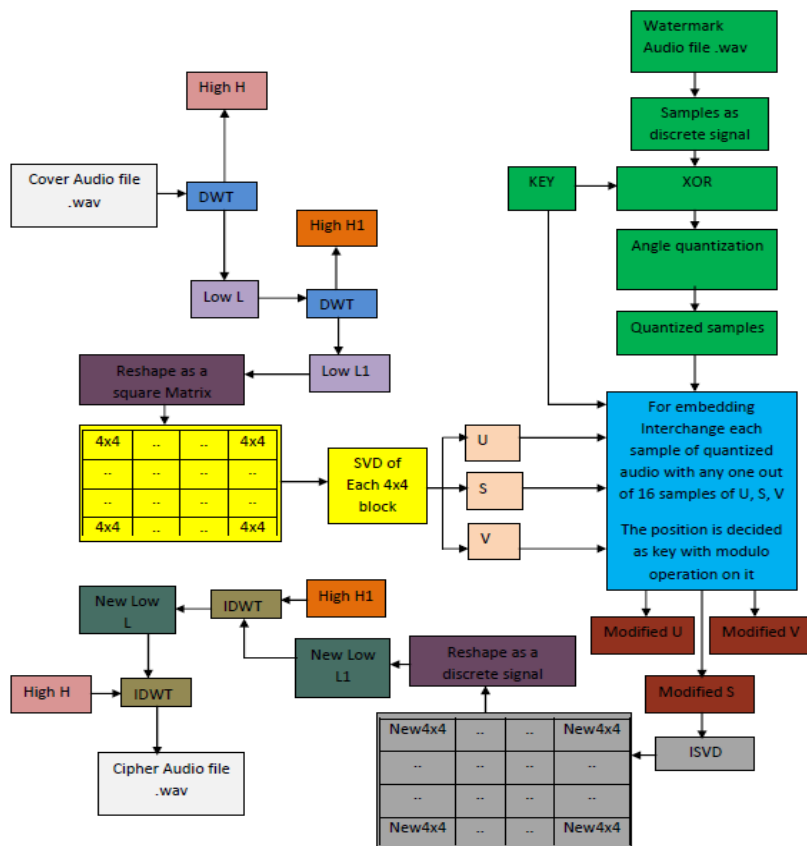 Watermark
Audio file .wav
High H
Samples as
discrete signal
Cover Audio file
.wav
DWT
KEY
XOR
High H1
Angle quantization
Low L
DWT
Quantized samples
Reshape as a
square Matrix
Low L1
4x4 .. .. 4x4
.. .. .. ..
.. .. .. ..
4x4 .. .. 4x4
SVD of
Each 4x4
block
U
S
V
For embedding
Interchange each
sample of quantized
audio with any one out
of 16 samples of U, S, V
The position is decided
as key with modulo
operation on it
New Low
L
IDWT
High H1
Modified U
Modified V
New Low
L1
Reshape as a
discrete signal
High H
IDWT
Modified S
Cipher Audio file
.wav
New4x4 .. .. New4x4
.. .. .. ..
.. .. .. ..
New4x4 .. .. New4x4
ISVD